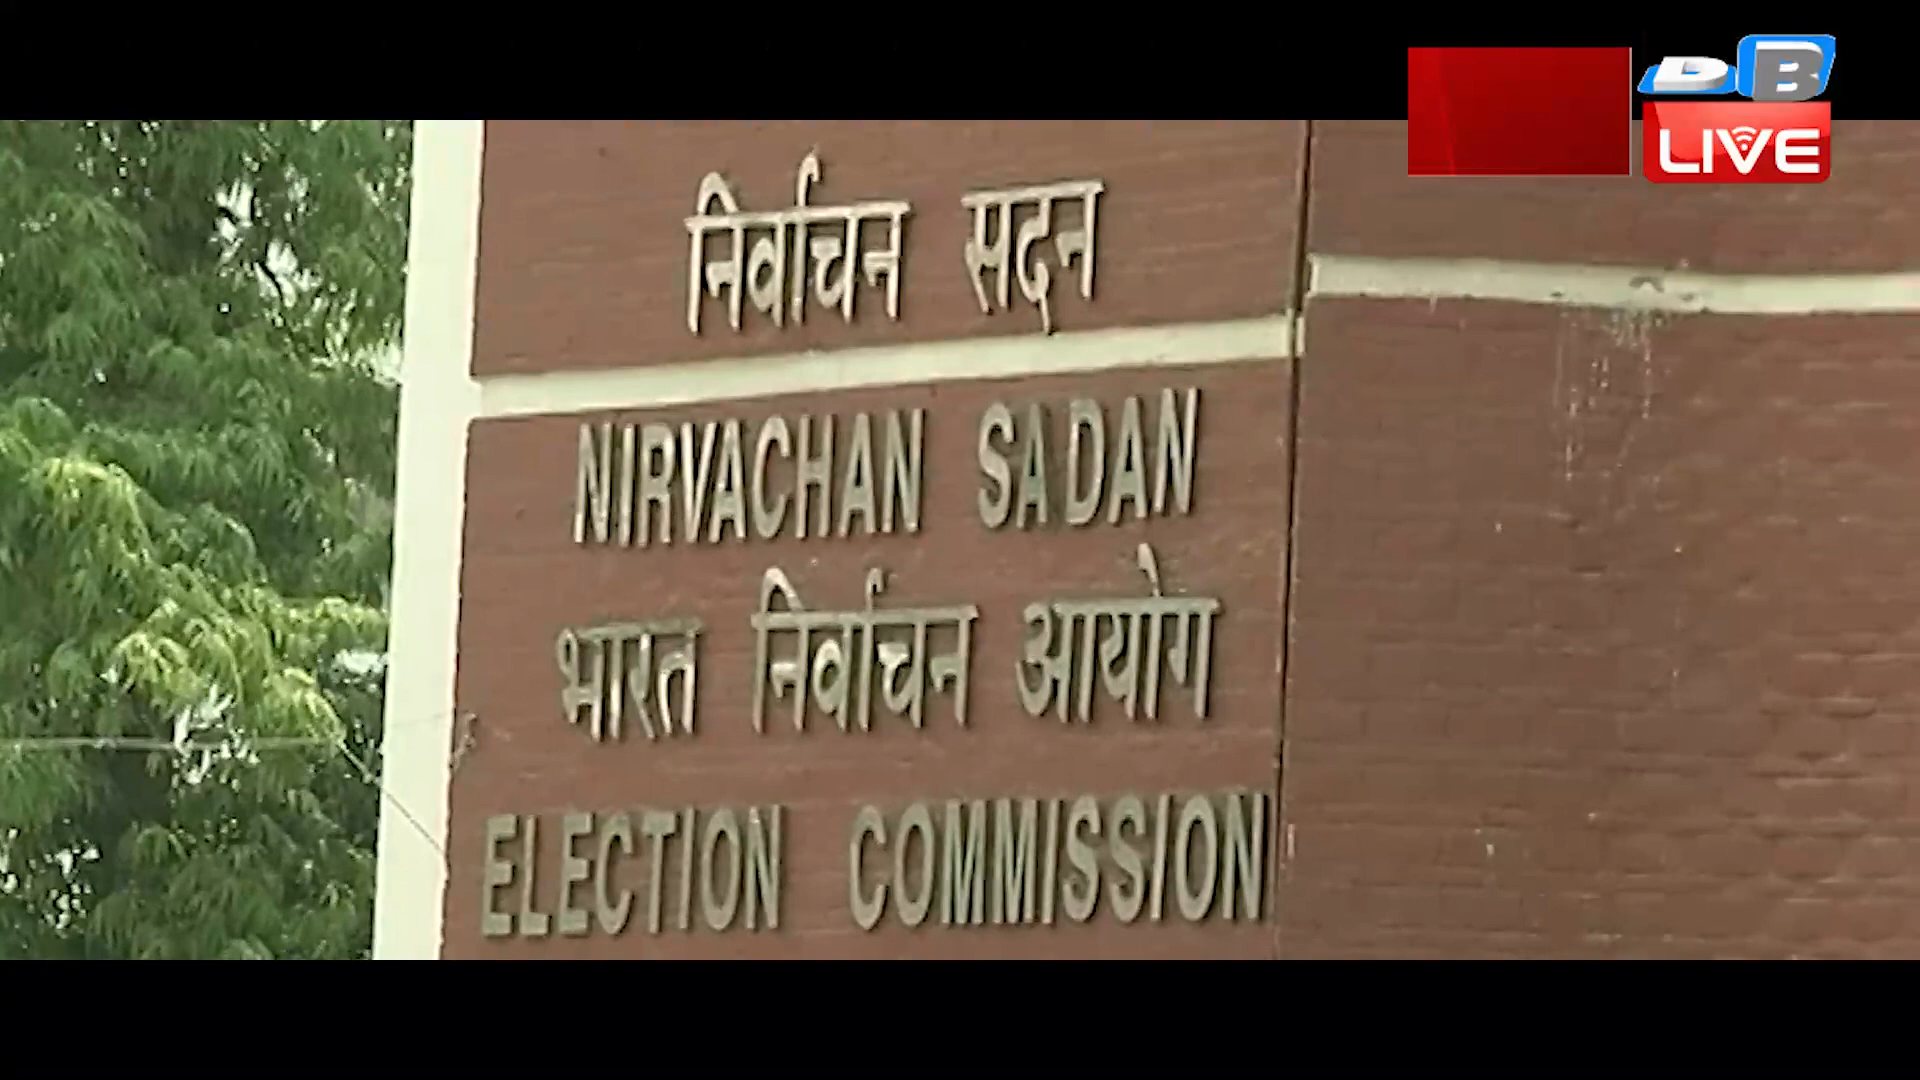 DB
LIVE
निर्वाचन सदन
NIRVACHAN SADAN
भारत निर्वाचन आयोग
ELECTION COMMISSION